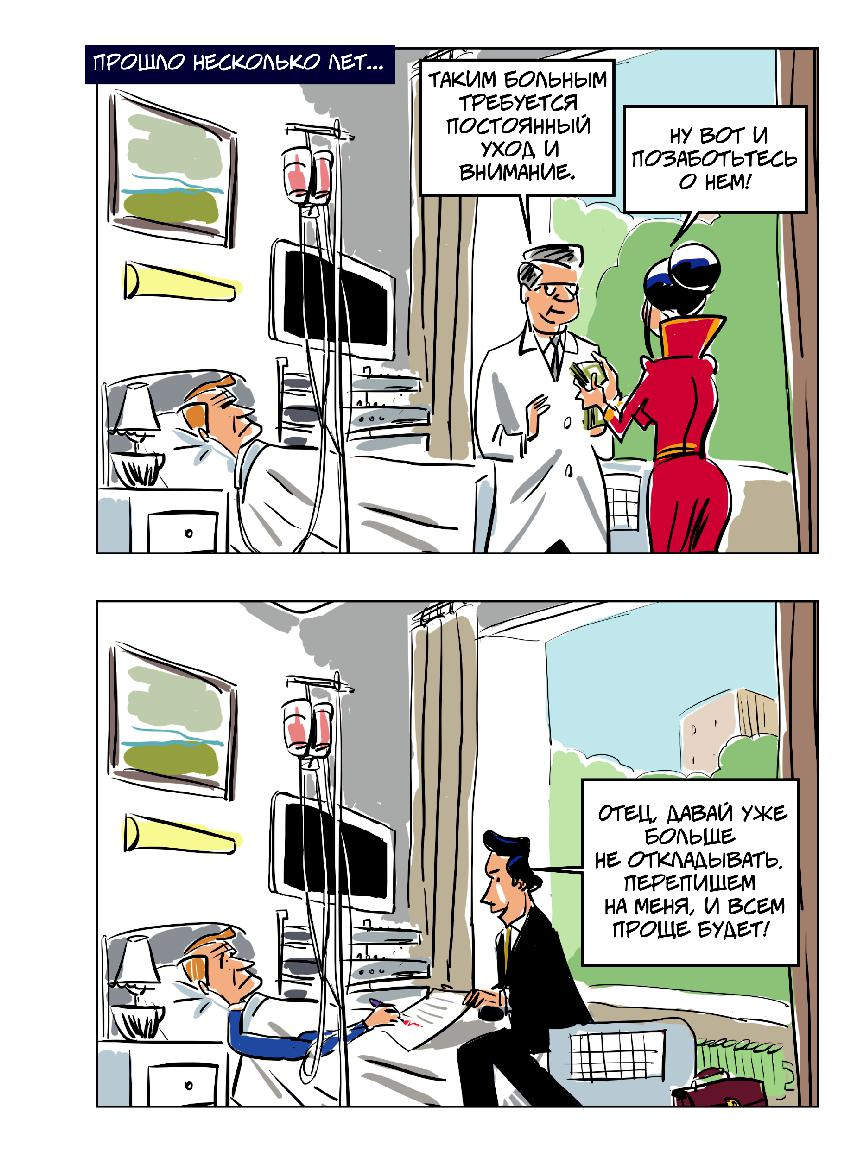 ПРОШЛО НЕСКОЛЬКО ЛЕТ...
ТАКИМ БОЛЬНЫМ
ТРЕБУЕТСЯ
ПОСТОЯННЫЙ
УХОД И
ВНИМАНИЕ.
НУ ВОТ И
ПОЗАБОТЬТЕСЬ
О НЕМ!
ОТЕЦ, ДАВАЙ УЖЕ
БОЛЬШЕ
НЕ ОТКЛАДЫВАТЬ.
ПЕРЕПИШЕМ
НА МЕНЯ, И ВСЕМ
ПРОЩЕ БУДЕТ!